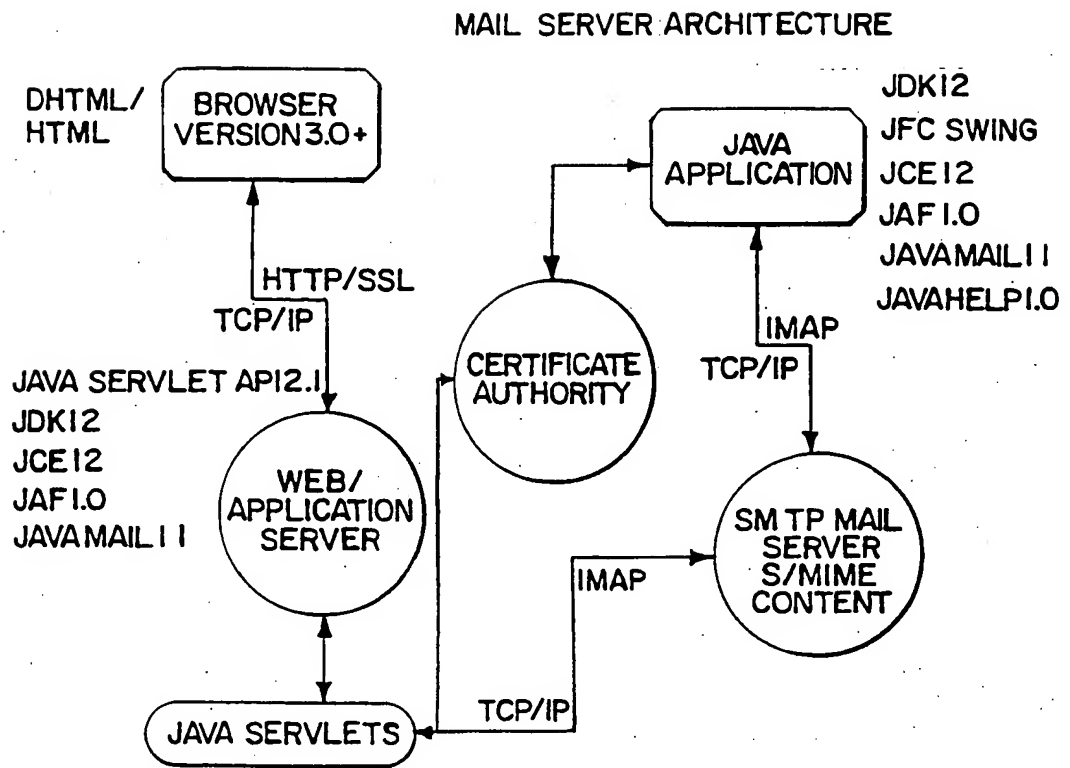 MAIL SERVER ARCHITECTURE
DHTML/
HTML
BROWSER
VERSION 3.0+
JAVA
APPLICATION
JDK12
JFC SWING
JCE12
JAF1.0
JAVAMAIL11
JAVAHELP1.0
HTTP/SSL
TCP/IP
IMAP
TCP/IP
CERTIFICATE
AUTHORITY
JAVA SERVLET API2.1
JDK12
JCE12
JAF1.0
JAVAMAIL11
WEB/
APPLICATION
SERVER
SMTP MAIL
SERVER
S/MIME
CONTENT
IMAP
TCP/IP
JAVA SERVLETS